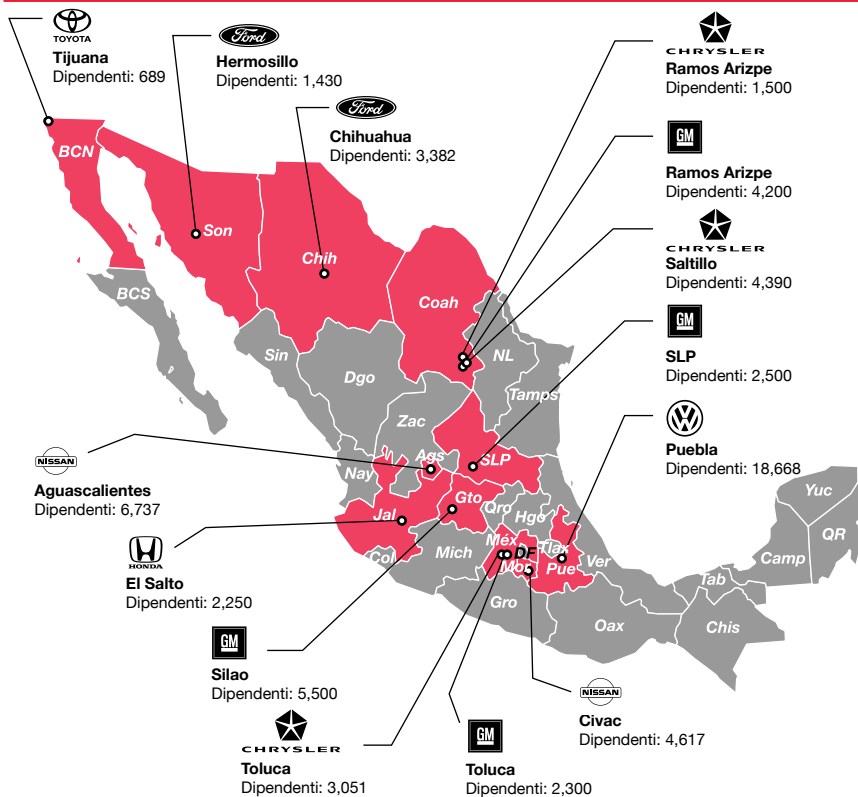 TOYOTA
Tijuana
Dipendenti: 689
Ford
Hermosillo
Dipendenti: 1,430
Ford
Chihuahua
Dipendenti: 3,382
CHRYSLER
Ramos Arizpe
Dipendenti: 1,500
GM
Ramos Arizpe
Dipendenti: 4,200
CHRYSLER
Saltillo
Dipendenti: 4,390
GM
SLP
Dipendenti: 2,500
Puebla
Dipendenti: 18,668
NISSAN
Aguascalientes
Dipendenti: 6,737
HONDA
El Salto
Dipendenti: 2,250
GM
Silao
Dipendenti: 5,500
CHRYSLER
Toluca
Dipendenti: 3,051
GM
Toluca
Dipendenti: 2,300
NISSAN
Civac
Dipendenti: 4,617
BCN
Son
Chih
BCS
Coah
Sin
NL
Dgo
Tamps
Zac
Ags
SLP
Nay
Gto
Qro
Hgo
Jal
Yuc
QR
Méx
DF
Tlax
Col
Mich
Mor
Pue
Ver
Camp
Tab
Gro
Oax
Chis